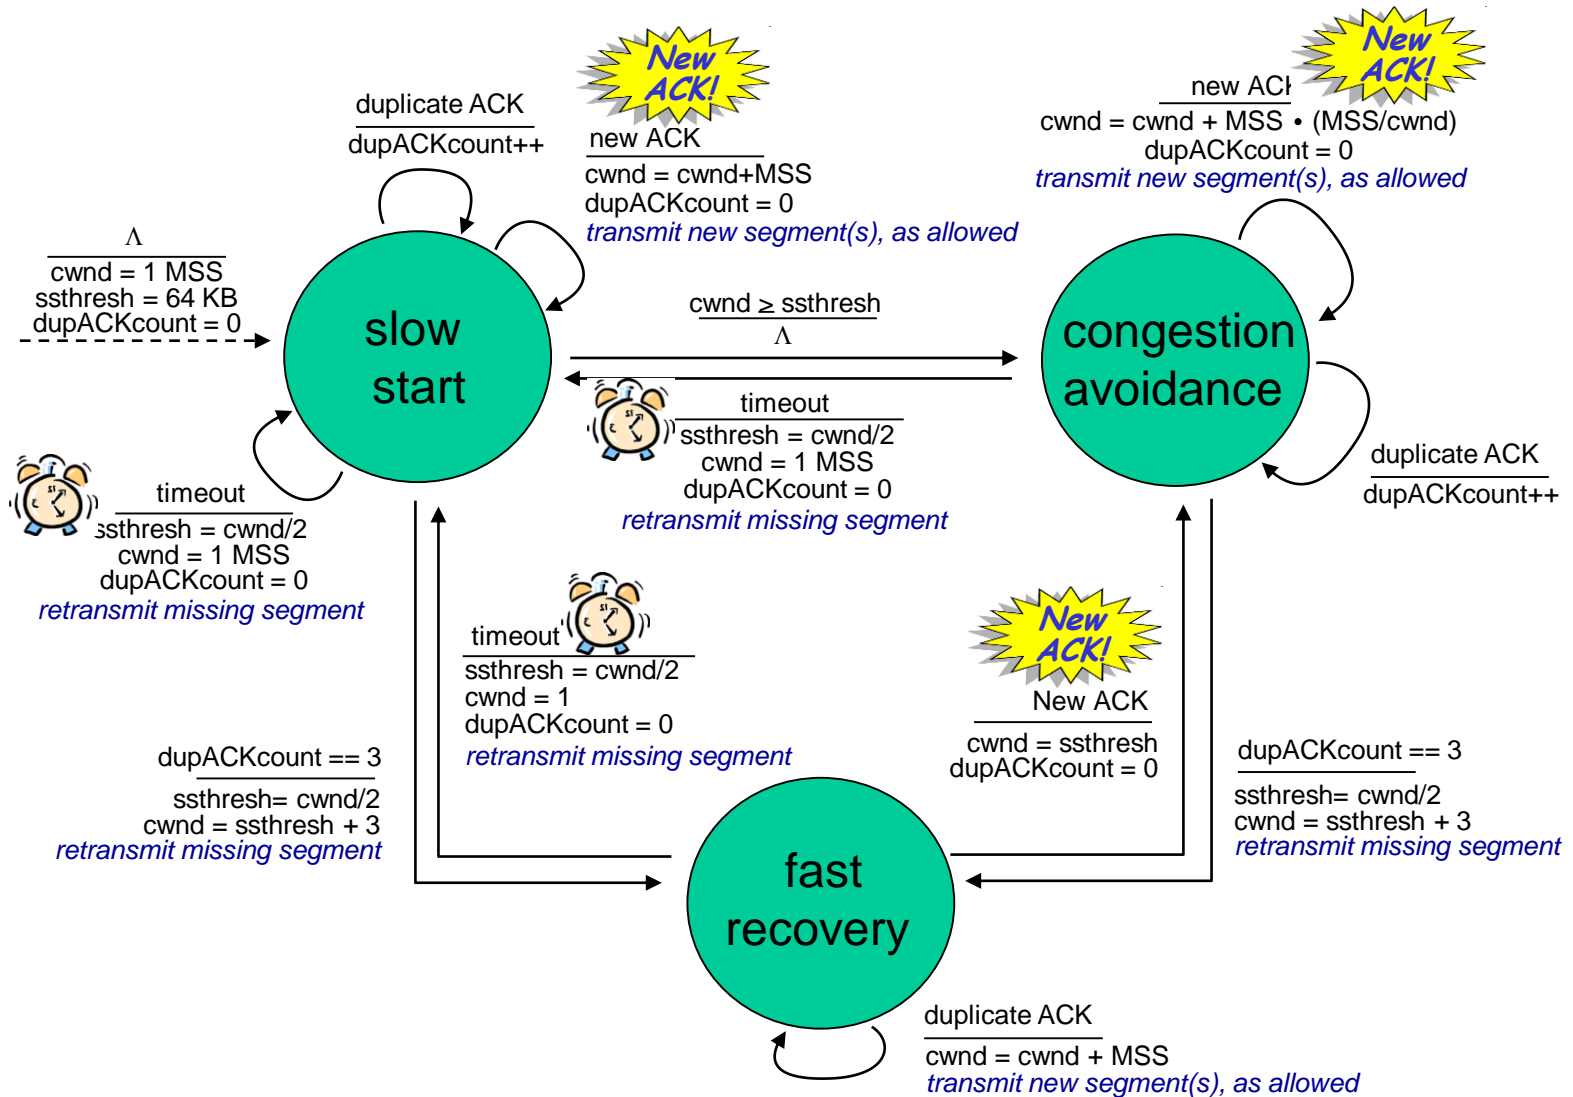 New
ACK!
duplicate ACK
dupACKcount++
new ACK
cwnd = cwnd+MSS
dupACKcount = 0
transmit new segment(s), as allowed
New
ACK!
new ACK
cwnd = cwnd + MSS • (MSS/cwnd)
dupACKcount = 0
transmit new segment(s), as allowed
Λ
cwnd = 1 MSS
ssthresh = 64 KB
dupACKcount = 0
slow
start
cwnd ≥ ssthresh
Λ
congestion
avoidance
timeout
ssthresh = cwnd/2
cwnd = 1 MSS
dupACKcount = 0
retransmit missing segment
duplicate ACK
dupACKcount++
timeout
ssthresh = cwnd/2
cwnd = 1 MSS
dupACKcount = 0
retransmit missing segment
timeout
ssthresh = cwnd/2
cwnd = 1
dupACKcount = 0
retransmit missing segment
New
ACK!
New ACK
cwnd = ssthresh
dupACKcount = 0
dupACKcount == 3
ssthresh= cwnd/2
cwnd = ssthresh + 3
retransmit missing segment
dupACKcount == 3
ssthresh= cwnd/2
cwnd = ssthresh + 3
retransmit missing segment
fast
recovery
duplicate ACK
cwnd = cwnd + MSS
transmit new segment(s), as allowed